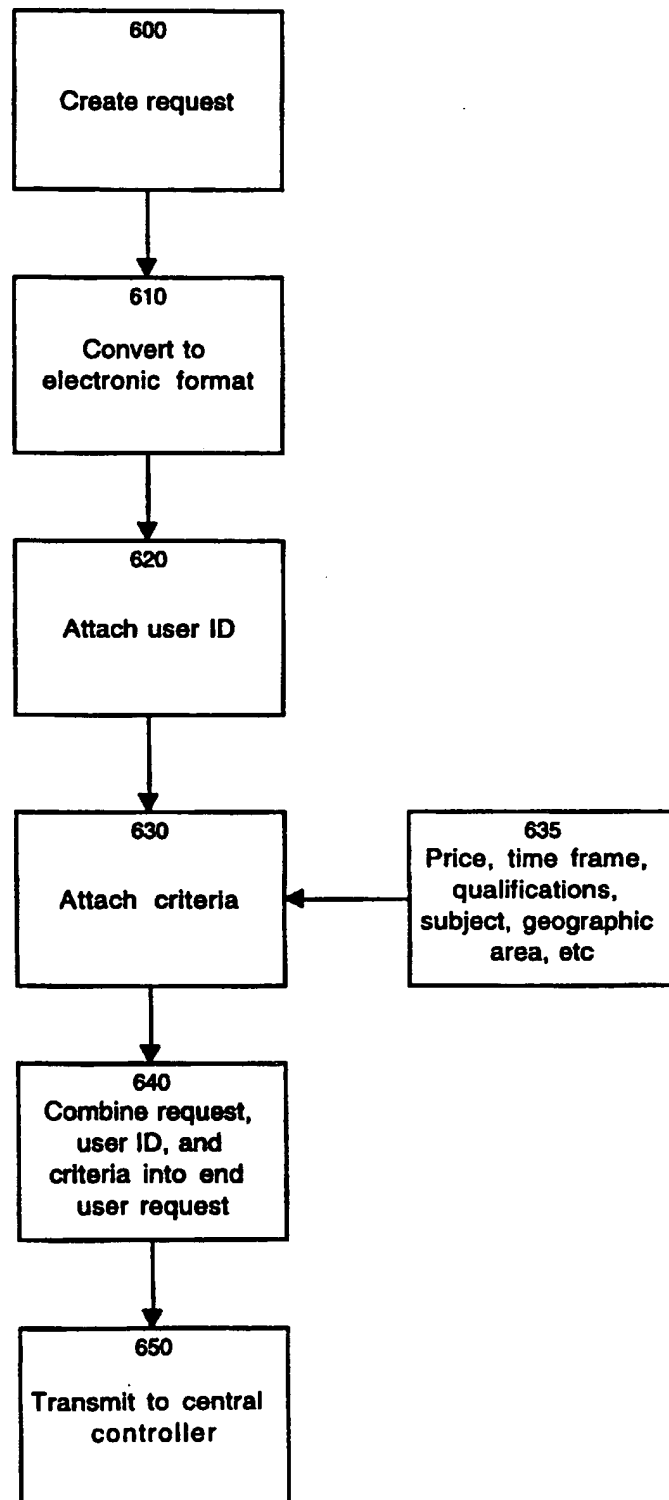 600
Create request
610
Convert to
electronic format
620
Attach user ID
630
Attach criteria
635
Price, time frame,
qualifications,
subject, geographic
area, etc
640
Combine request,
user ID, and
criteria into end
user request
650
Transmit to central
controller